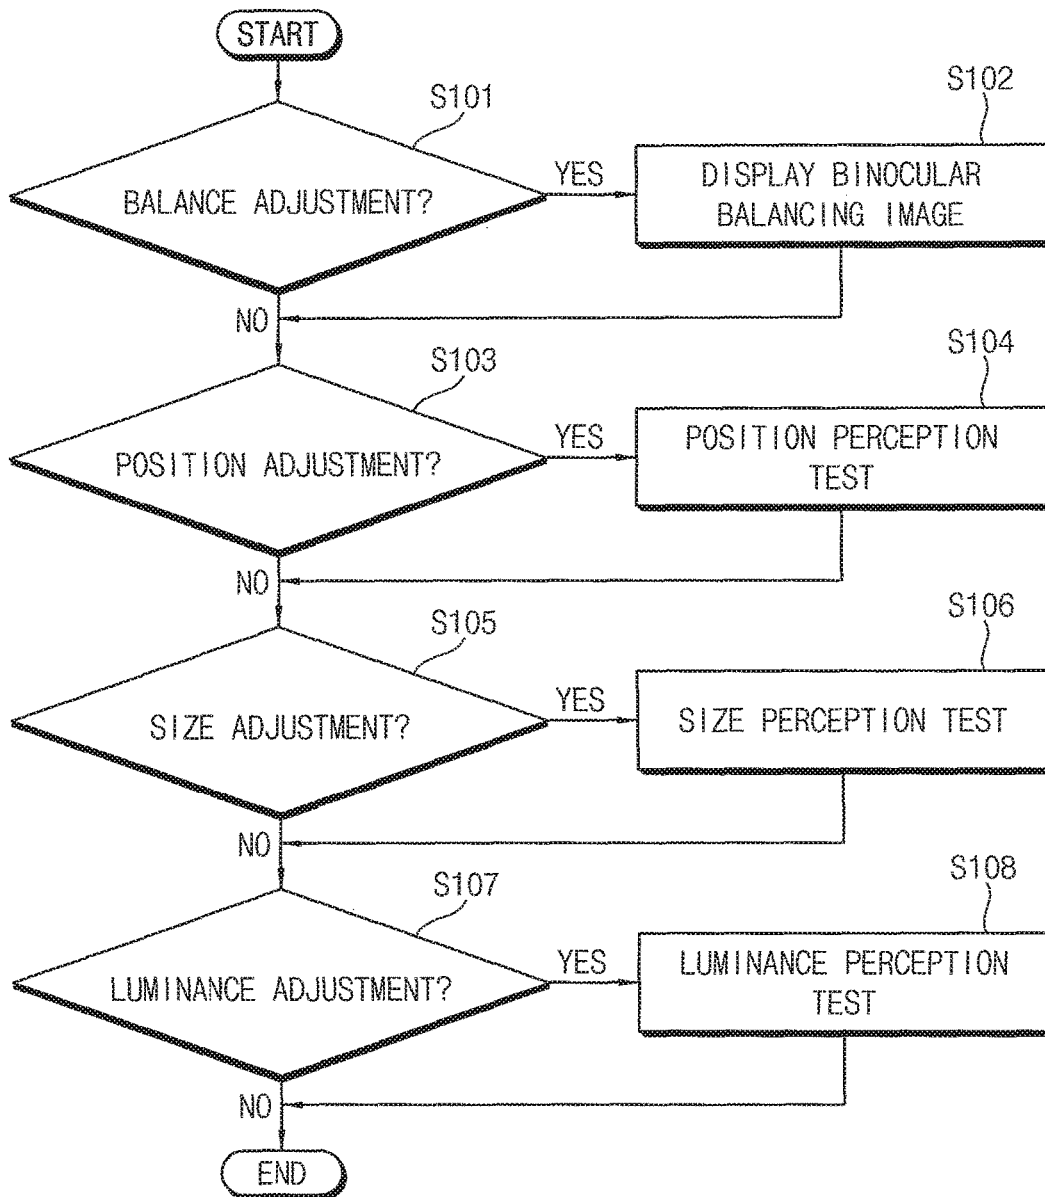 START
S101
S102
BALANCE ADJUSTMENT?
YES
DISPLAY BINOCULAR
BALANCING IMAGE
NO
S103
S104
POSITION ADJUSTMENT?
YES
POSITION PERCEPTION
TEST
NO
S105
S106
SIZE ADJUSTMENT?
YES
SIZE PERCEPTION TEST
NO
S107
S108
LUMINANCE ADJUSTMENT?
YES
LUMINANCE PERCEPTION
TEST
NO
END